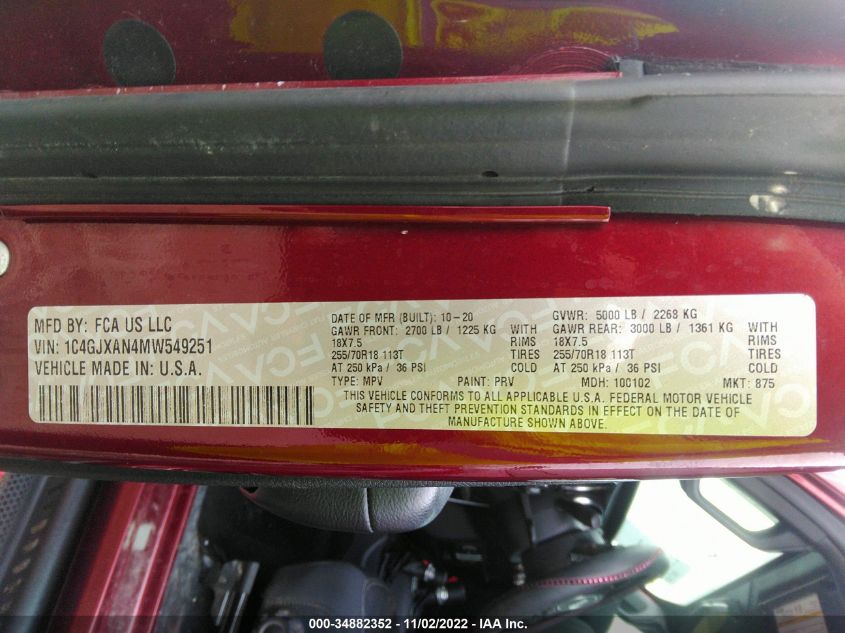 MFD BY: FCA US LLC
VIN: 1C4GJXAN4MW549251
VEHICLE MADE IN: U.S.A.
DATE OF MFR (BUILT): 10-20
GVWR: 5000 LB / 2268 KG
GAWR FRONT: 2700 LB / 1225 KG WITH
GAWR REAR: 3000 LB / 1361 KG WITH
18X7.5 RIMS
18X7.5 RIMS
255/70R18 113T TIRES
255/70R18 113T TIRES
AT 250 kPa / 36 PSI COLD
AT 250 kPa / 36 PSI COLD
TYPE: MPV PAINT: PRV MDH: 100102 MKT: 875
THIS VEHICLE CONFORMS TO ALL APPLICABLE U.S.A. FEDERAL MOTOR VEHICLE
SAFETY AND THEFT PREVENTION STANDARDS IN EFFECT ON THE DATE OF
MANUFACTURE SHOWN ABOVE.
000-34882352 - 11/02/2022 - IAA Inc.